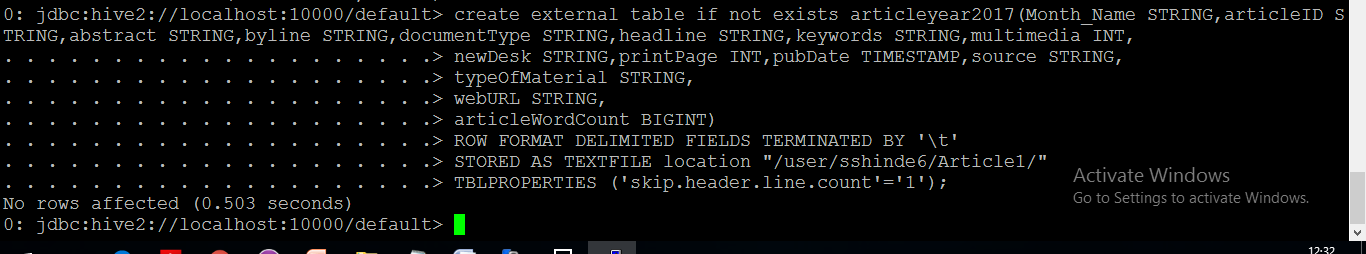 0: jdbc:hive2://localhost:10000/default> create external table if not exists articleyear2017(Month_Name STRING,articleID S
TRING,abstract STRING,byline STRING,documentType STRING,headline STRING,keywords STRING,multimedia INT,
. . . . . . . . . . . . . . . . . . . .> newDesk STRING,printPage INT,pubDate TIMESTAMP,source STRING,
. . . . . . . . . . . . . . . . . . . .> typeOfMaterial STRING,
. . . . . . . . . . . . . . . . . . . .> webURL STRING,
. . . . . . . . . . . . . . . . . . . .> articleWordCount BIGINT)
. . . . . . . . . . . . . . . . . . . .> ROW FORMAT DELIMITED FIELDS TERMINATED BY '\t'
. . . . . . . . . . . . . . . . . . . .> STORED AS TEXTFILE location "/user/sshinde6/Article1/"
. . . . . . . . . . . . . . . . . . . .> TBLPROPERTIES ('skip.header.line.count'='1');
No rows affected (0.503 seconds)
0: jdbc:hive2://localhost:10000/default>
Activate Windows
Go to Settings to activate Windows.
12:32